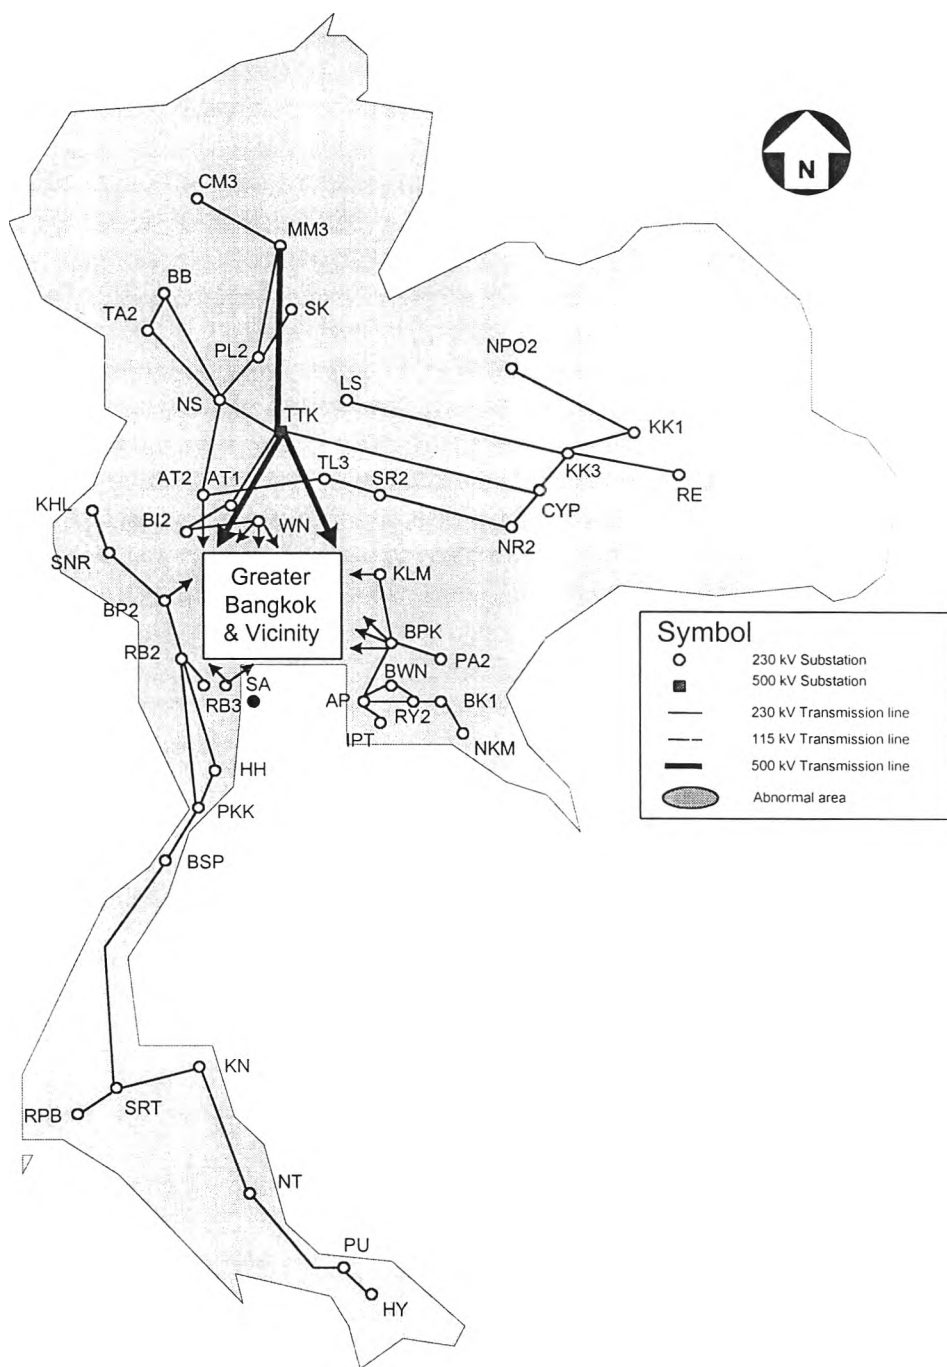 N
CM3
MM3
BB
TA2
SK
PL2
NPO2
NS
LS
TTK
KK1
KK3
RE
AT2
AT1
TL3
SR2
CYP
KHL
BI2
WN
NR2
SNR
Greater
Bangkok
& Vicinity
KLM
BP2
BPK
RB2
PA2
RB3
SA
BWN
AP
RY2
BK1
IPT
NKM
HH
PKK
BSP
Symbol
230 kV Substation
500 kV Substation
230 kV Transmission line
115 kV Transmission line
500 kV Transmission line
Abnormal area
KN
RPB
SRT
NT
PU
HY